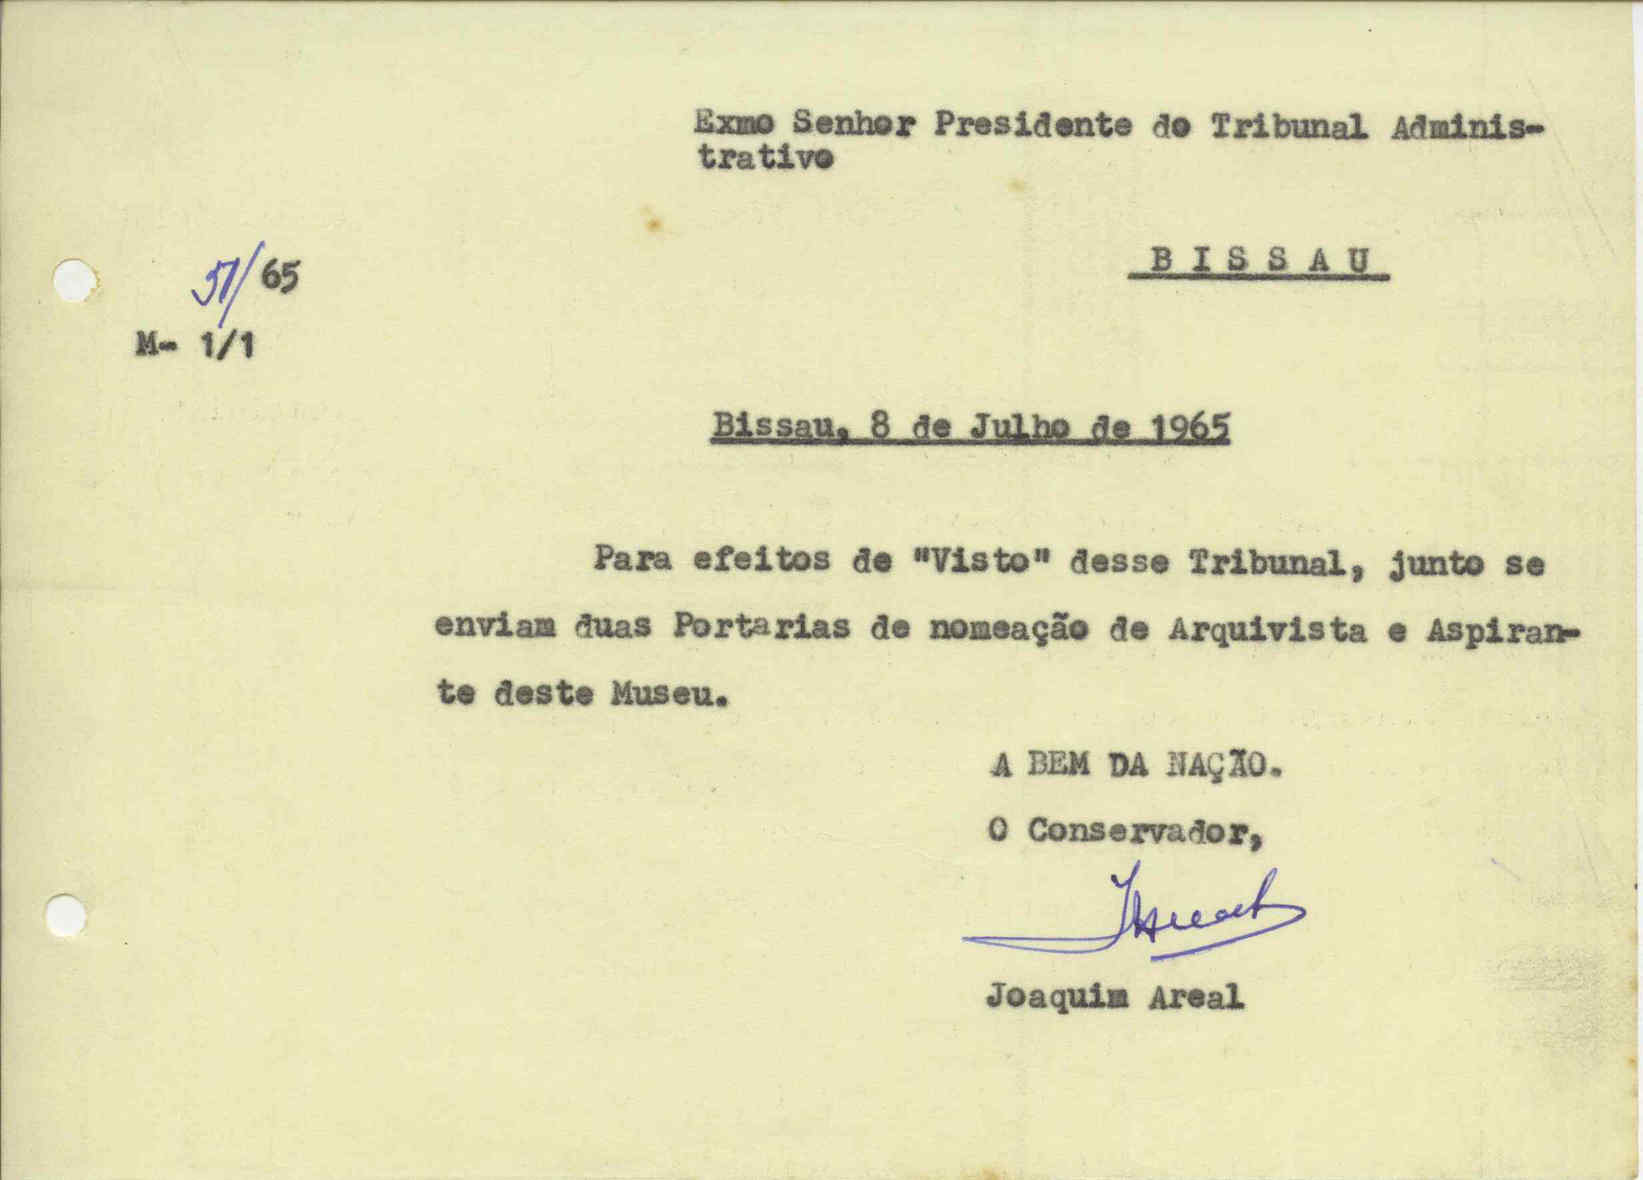 Exmo Senhor Presidente do Tribunal Adminis-
trativo
B I S S A U
51/65
M- 1/1
Bissau, 8 de Julho de 1965
Para efeitos de "Visto" desse Tribunal, junto se
enviam duas Portarias de nomeação de Arquivista e Aspiran-
te deste Museu.
A BEM DA NAÇÃO.
O Conservador,
Joaquim Areal